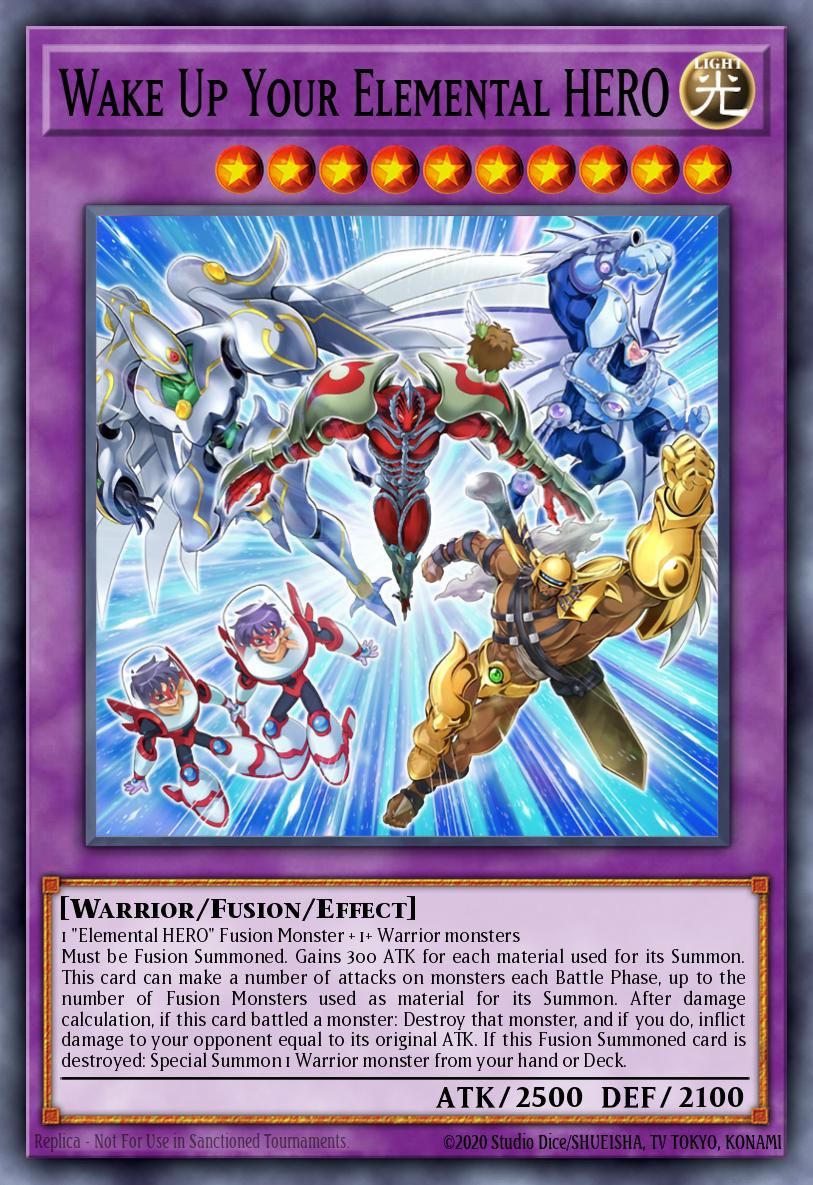 Wake Up Your Elemental HERO
LIGHT
光
[Warrior/Fusion/Effect]
1 "Elemental HERO" Fusion Monster + 1+ Warrior monsters
Must be Fusion Summoned. Gains 300 ATK for each material used for its Summon.
This card can make a number of attacks on monsters each Battle Phase, up to the
number of Fusion Monsters used as material for its Summon. After damage
calculation, if this card battled a monster: Destroy that monster, and if you do, inflict
damage to your opponent equal to its original ATK. If this Fusion Summoned card is
destroyed: Special Summon 1 Warrior monster from your hand or Deck.
ATK/2500 DEF/2100
Replica - Not For Use in Sanctioned Tournaments.
©2020 Studio Dice/SHUEISHA, TV TOKYO, KONAMI